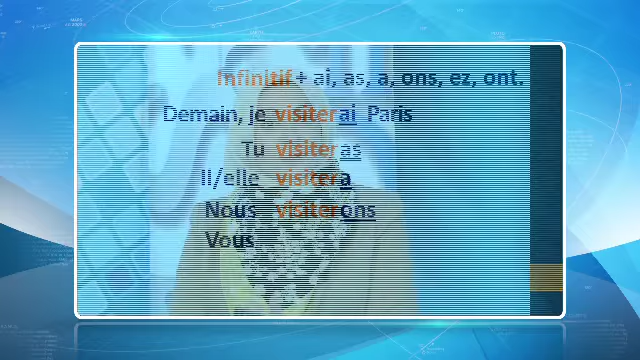 Infinitif + ai, as, a, ons, ez, ont.
Demain, je visiterai Paris
Tu visiteras
Il/elle visitera
Nous visiterons
Vous